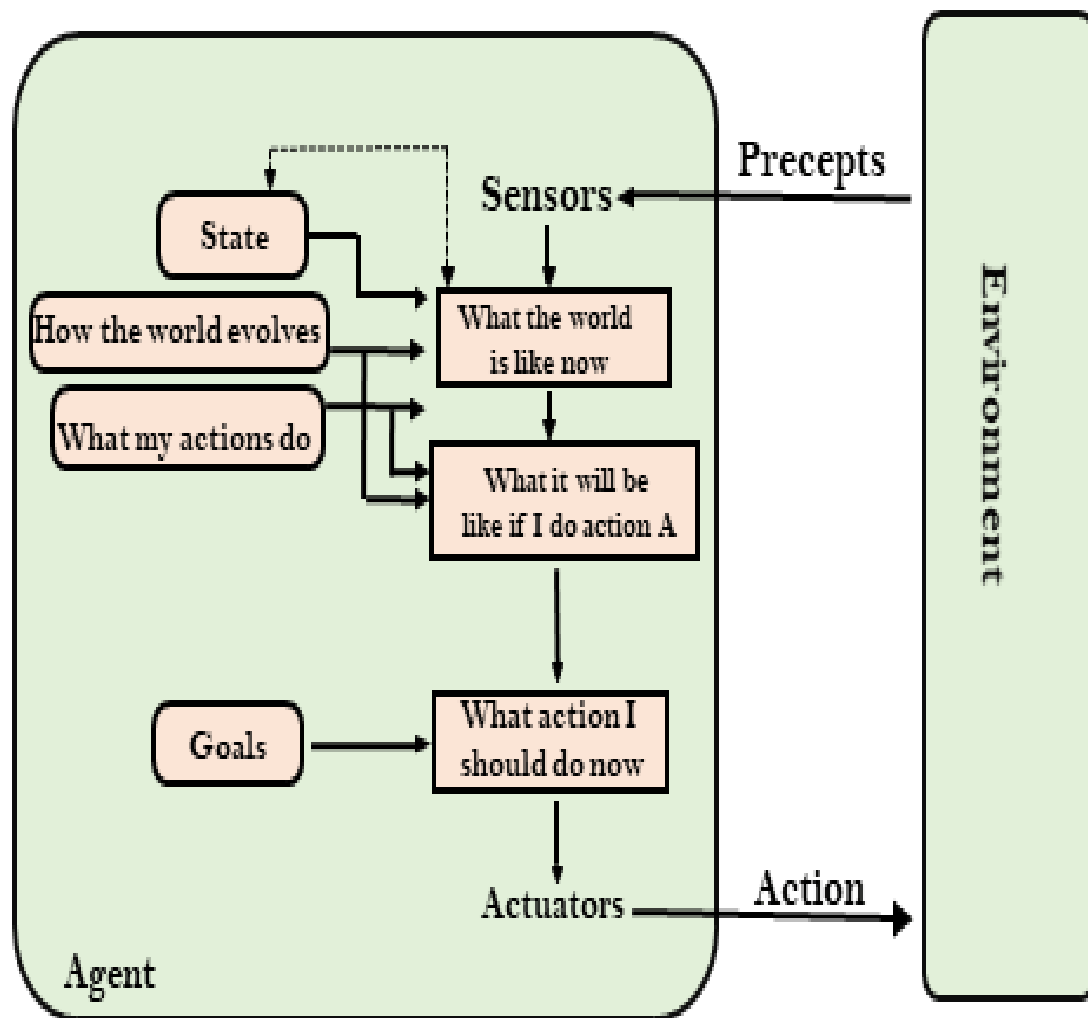 Precepts
Sensors
State
What the world
is like now
How the world evolves
What my actions do
What it will be
like if I do action A
Environment
Goals
What action I
should do now
Actuators
Action
Agent